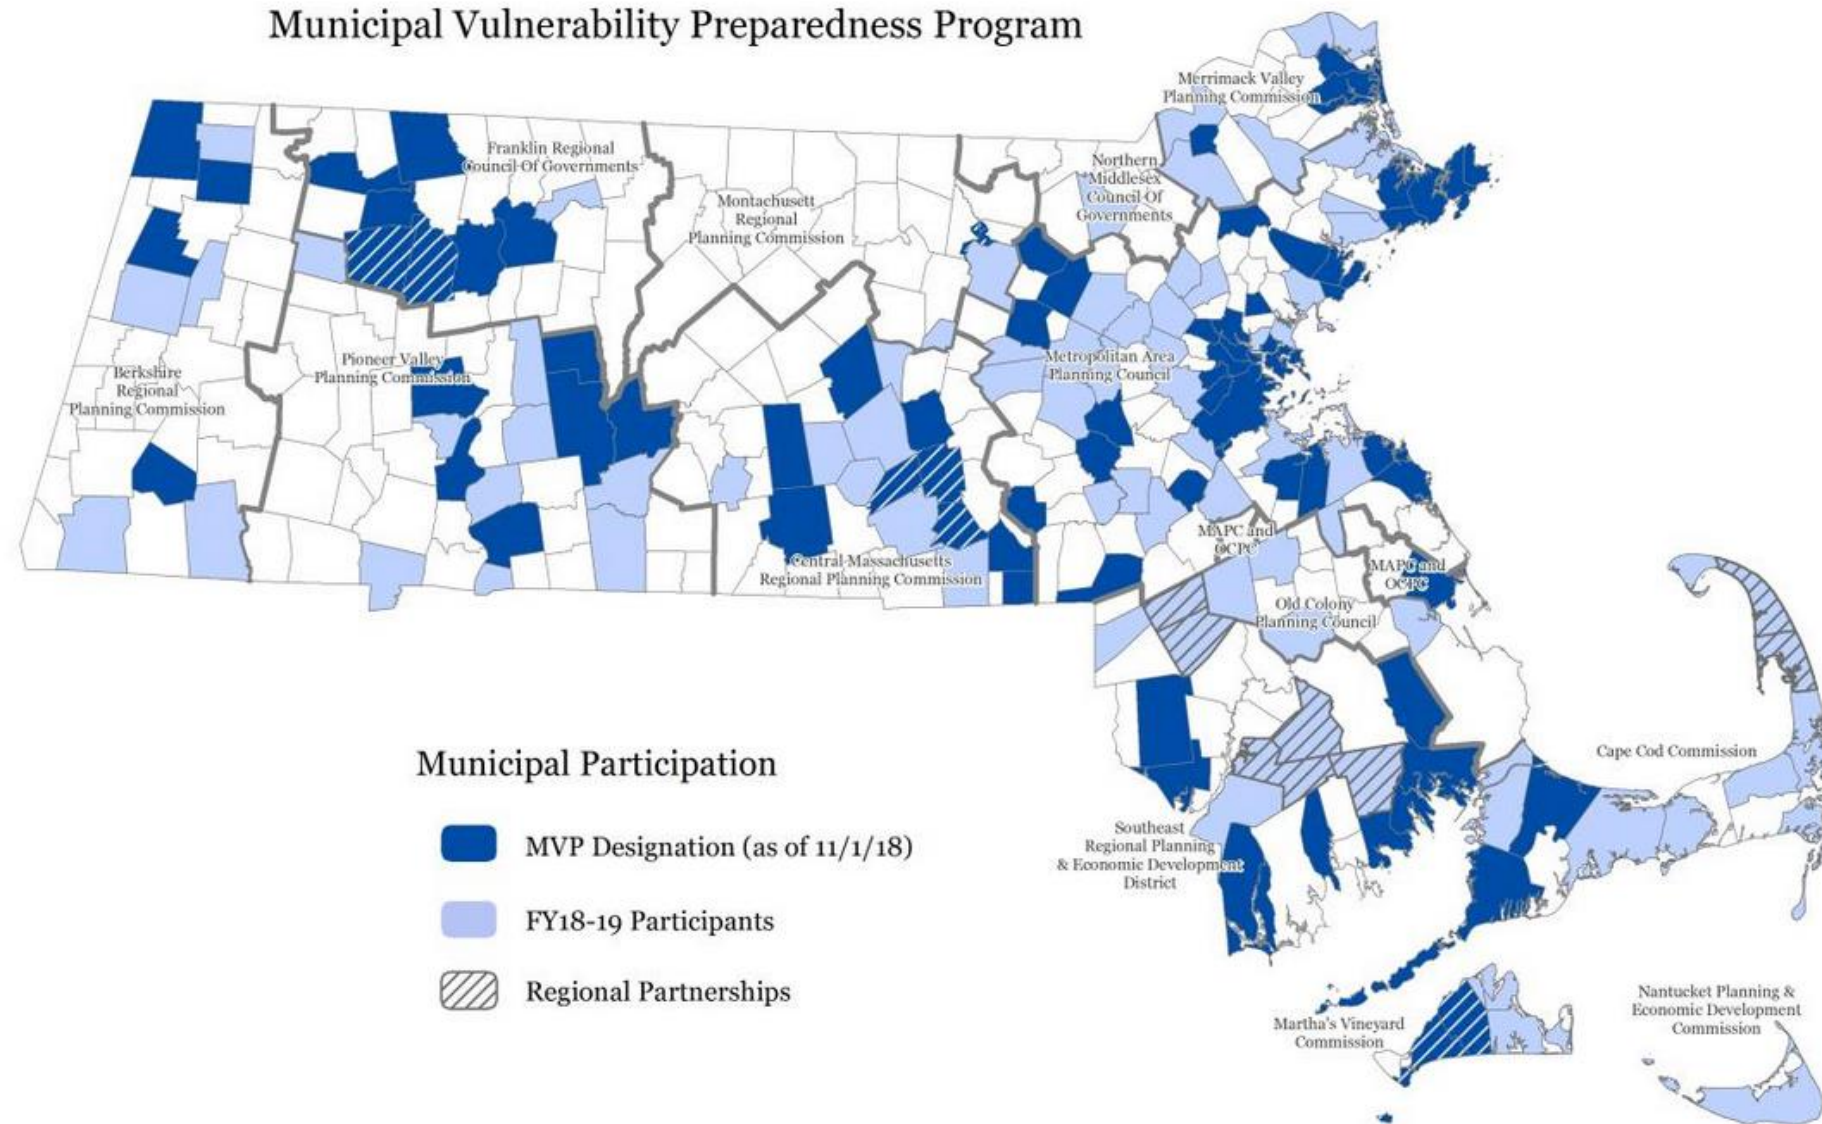 Municipal Vulnerability Preparedness Program
Merrimack Valley
Planning Commission
Franklin Regional
Council Of Governments
Northern
Middlesex
Council Of
Governments
Montachusett
Regional
Planning Commission
Metropolitan Area
Planning Council
Pioneer Valley
Planning Commission
Berkshire
Regional
Planning Commission
MAPC and
OCPC
Central Massachusetts
Regional Planning Commission
MAPC and
OCPC
Old Colony
Planning Council
Cape Cod Commission
Municipal Participation
MVP Designation (as of 11/1/18)
FY18-19 Participants
Regional Partnerships
Southeast
Regional Planning
& Economic Development
District
Martha's Vineyard
Commission
Nantucket Planning &
Economic Development
Commission